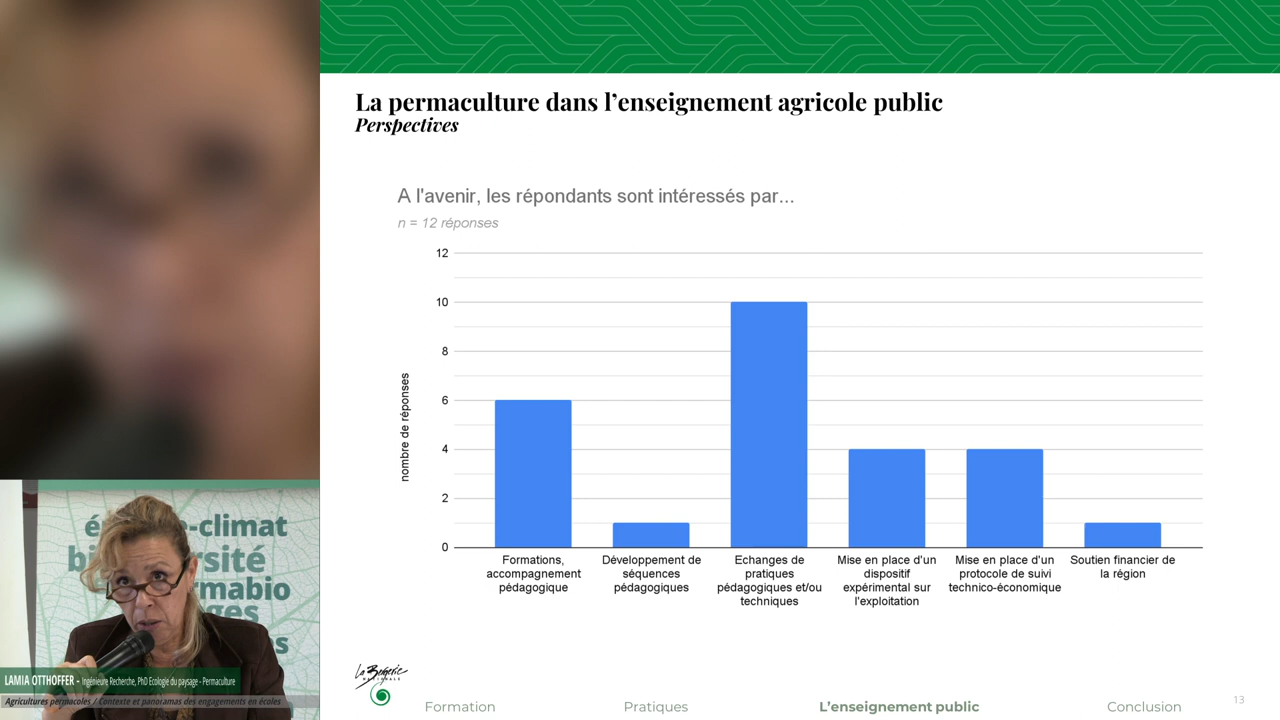 La permaculture dans l'enseignement agricole public
Perspectives
A l'avenir, les répondants sont intéressés par...
n = 12 réponses
nombre de réponses
12
10
8
6
4
2
0
Formations,
accompagnement
pédagogique
Développement de
séquences
pédagogiques
Echanges de
pratiques
pédagogiques et/ou
techniques
Mise en place d'un
dispositif
expérimental sur
l'exploitation
Mise en place d'un
protocole de suivi
technico-économique
Soutien financier de
la région
-climat
LAMIA OTTHOFFER - Ingénieure Recherche, PhD Ecologie du paysage - Permaculture
Agricultures permacoles / Contexte et panoramas des engagements en écoles
La Bergerie
NATIONALE
Formation
Pratiques
L'enseignement public
Conclusion
13